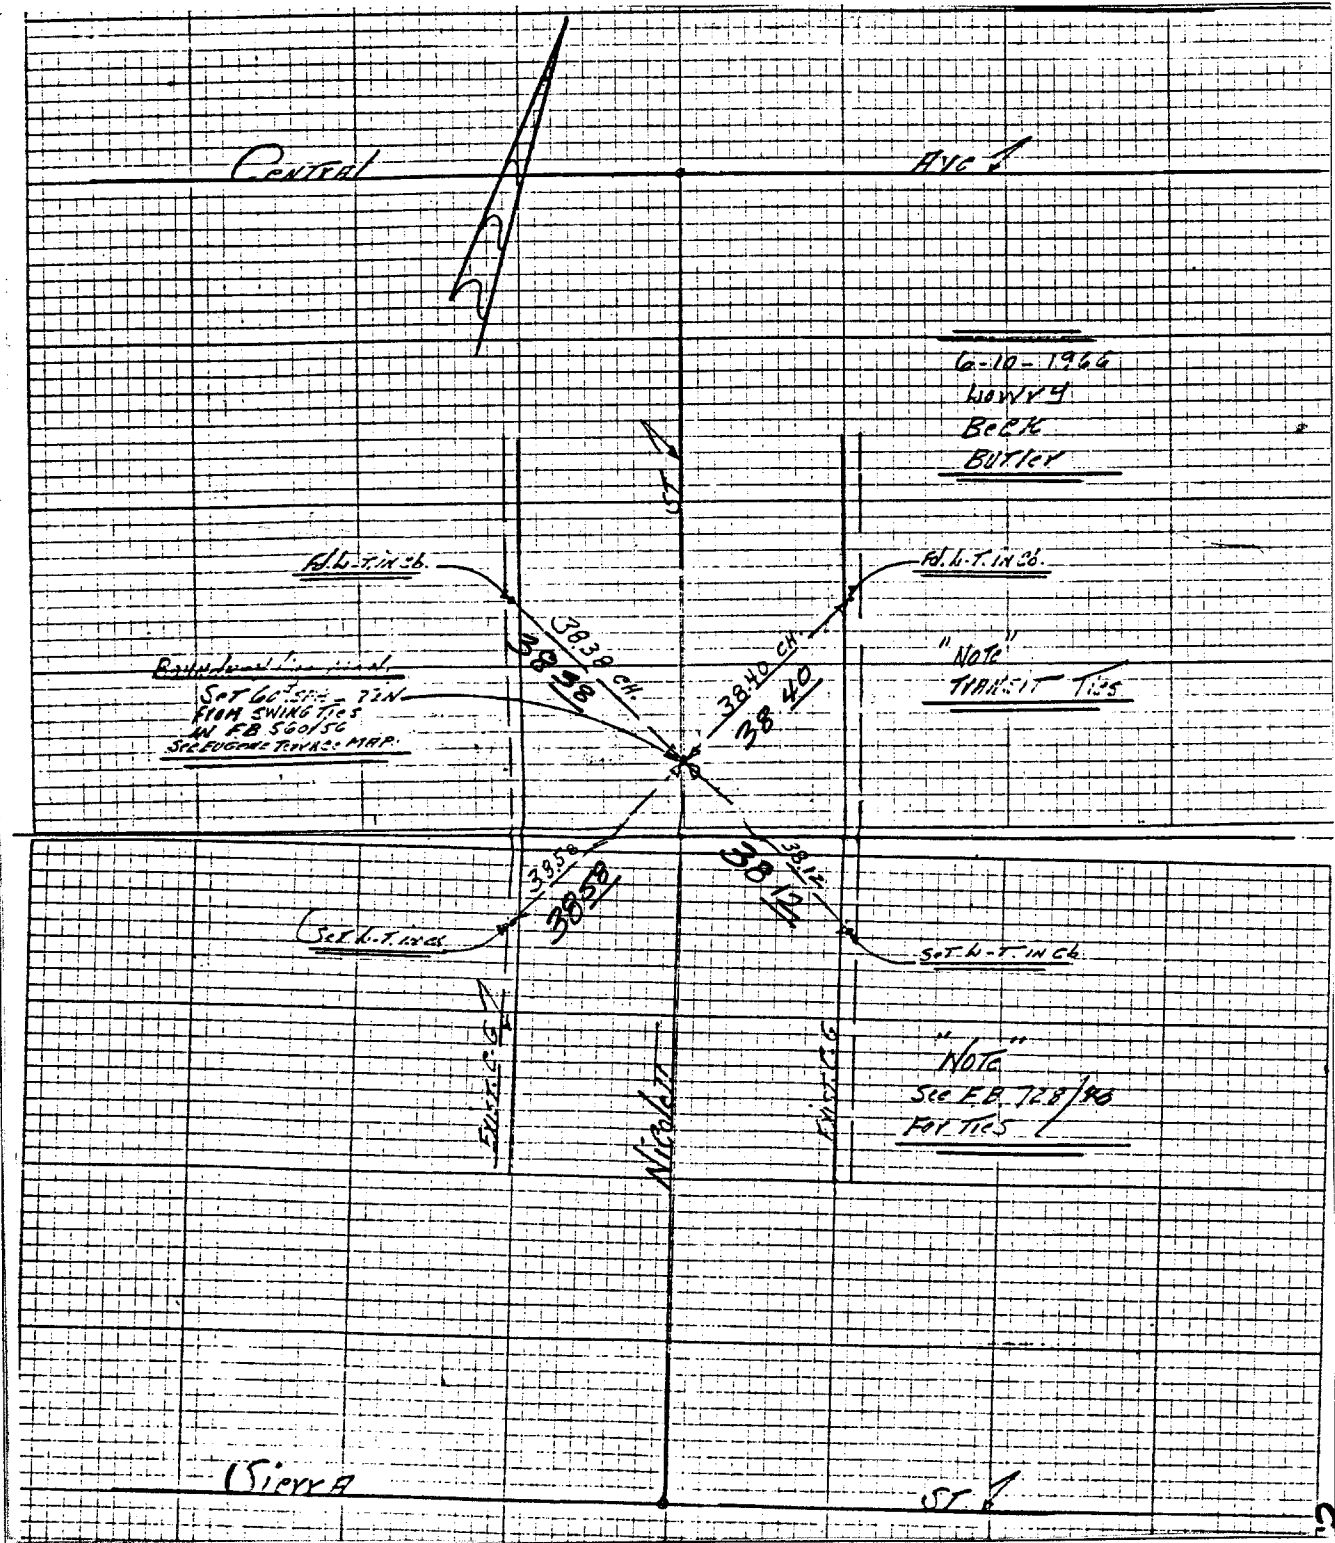 Central
Ave
6-10-1966
Lowry
Beck
Butler
ST
Fd. L-T. in Cb.
Fd. L-T. in Cb.
38.38 CH.
38 38
38.40 CH.
38 40
"Note"
Transit Ties
Set 60d Spk -
From Swing Ties
in FB 560/56
See Eugene Terrace Map.
38.58
38.58
38.12
38 12
Set L-T. in Cb
Set L-T. in Cb
Exist. C.G
Nicolett
Exist. C.G
"Note"
See F.B. 728/
For Ties
Sierra
ST